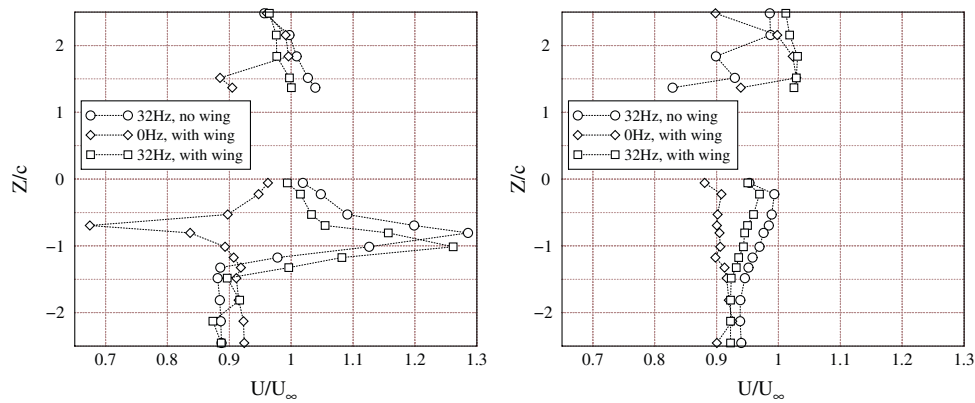 2
1
0
−1
−2
Z/c
32Hz, no wing
0Hz, with wing
32Hz, with wing
0.7 0.8 0.9 1 1.1 1.2 1.3
U/U∞
2
1
0
−1
−2
Z/c
32Hz, no wing
0Hz, with wing
32Hz, with wing
0.7 0.8 0.9 1 1.1 1.2 1.3
U/U∞